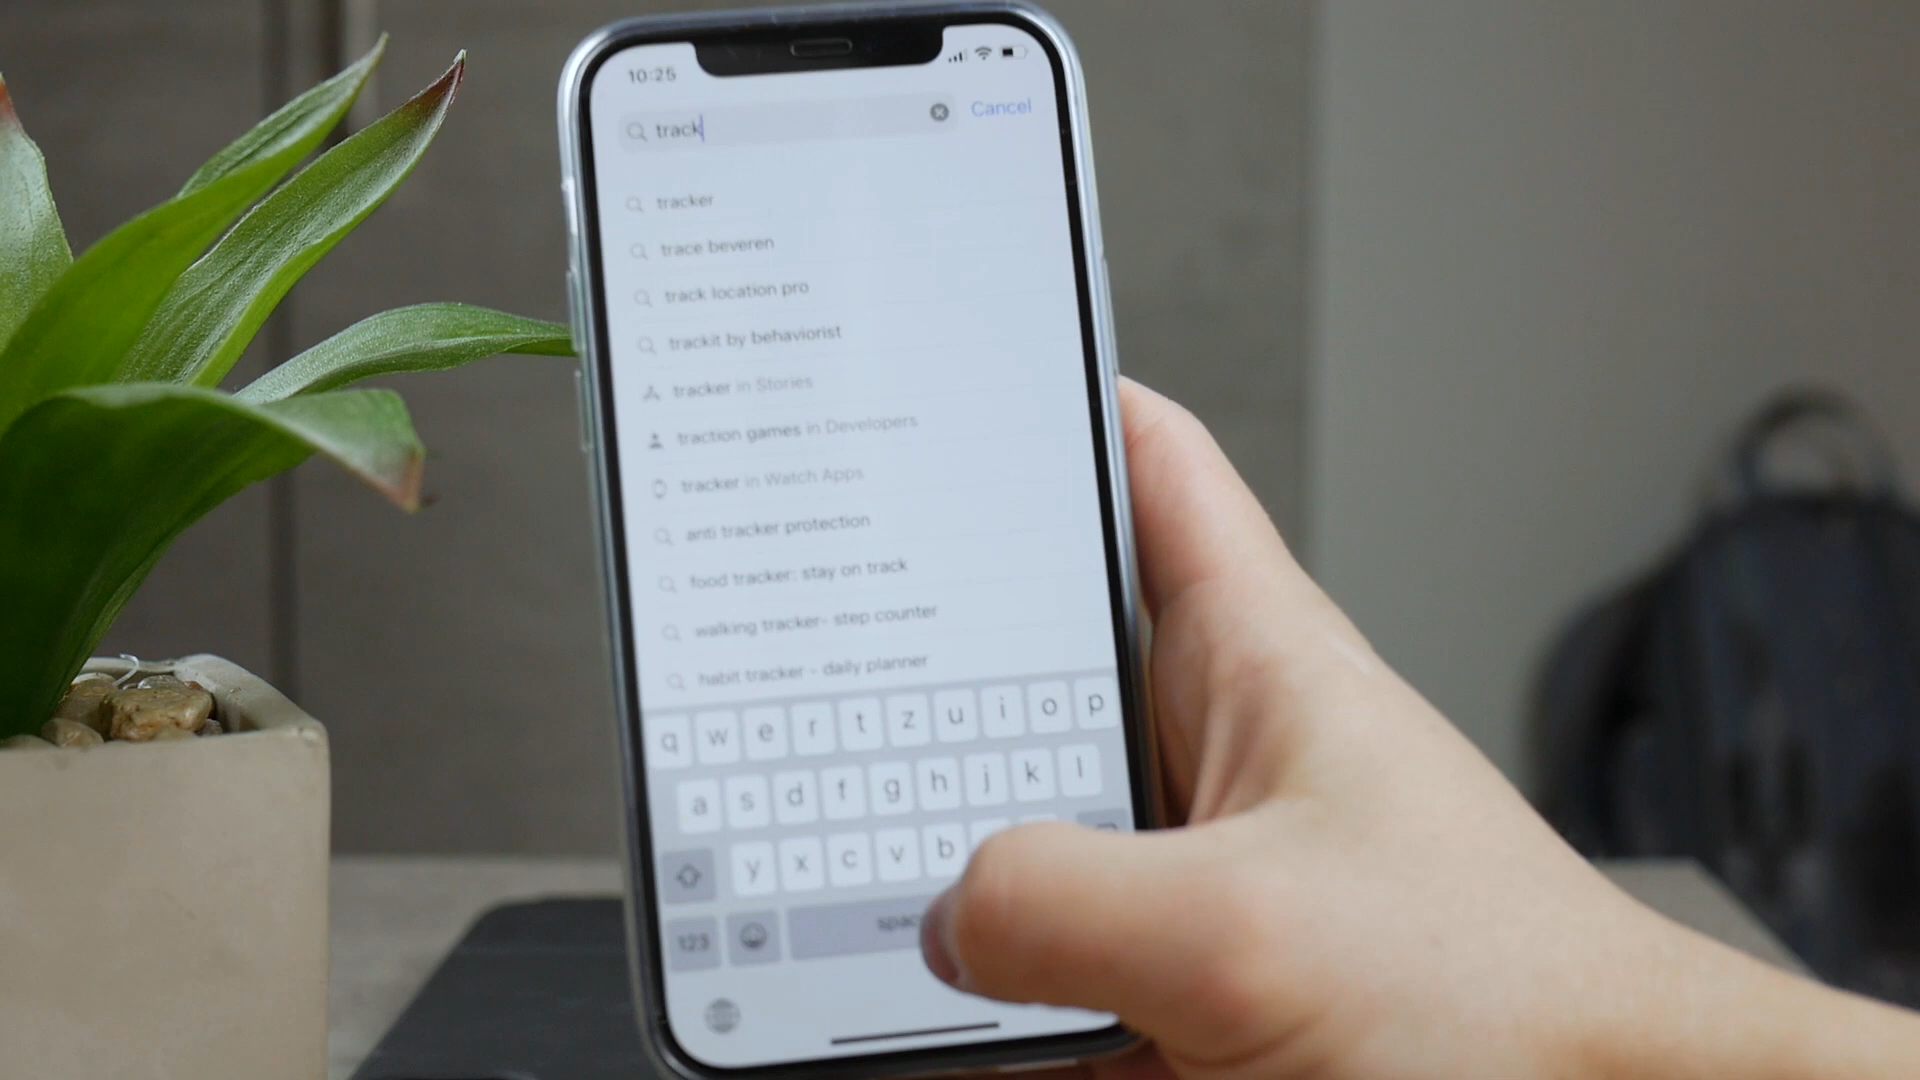 10:25
track
Cancel
tracker
trace beveren
track location pro
trackit by behaviorist
tracker in Stories
traction games in Developers
tracker in Watch Apps
anti tracker protection
food tracker: stay on track
walking tracker- step counter
habit tracker - daily planner
q w e r t z u i o p
a s d f g h j k l
y x c v b
123